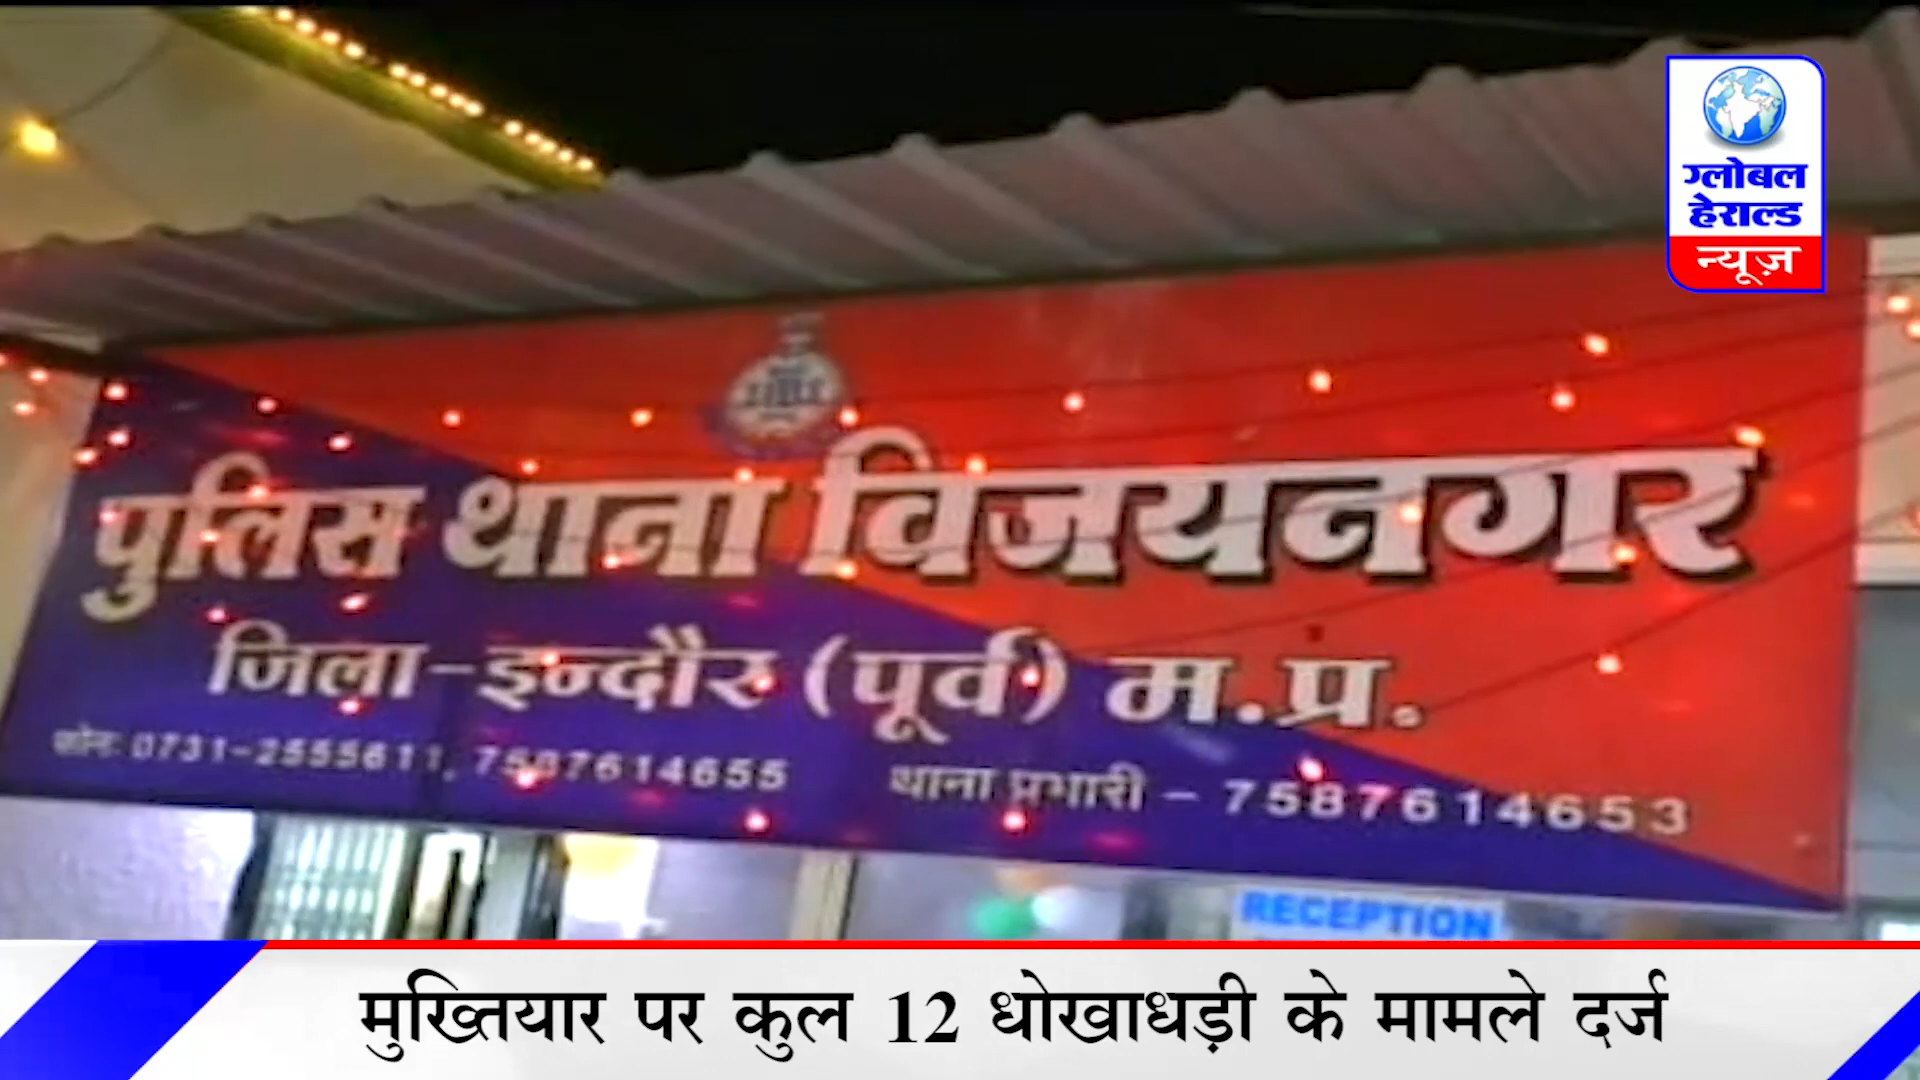 ग्लोबल
हेराल्ड
न्यूज़
पुलिस थाना विजयनगर
जिला-इन्दौर (पूर्व) म.प्र.
फोन: 0731-2555611, 7587614655 थाना प्रभारी - 7587614653
RECEPTION
मुख्तियार पर कुल 12 धोखाधड़ी के मामले दर्ज